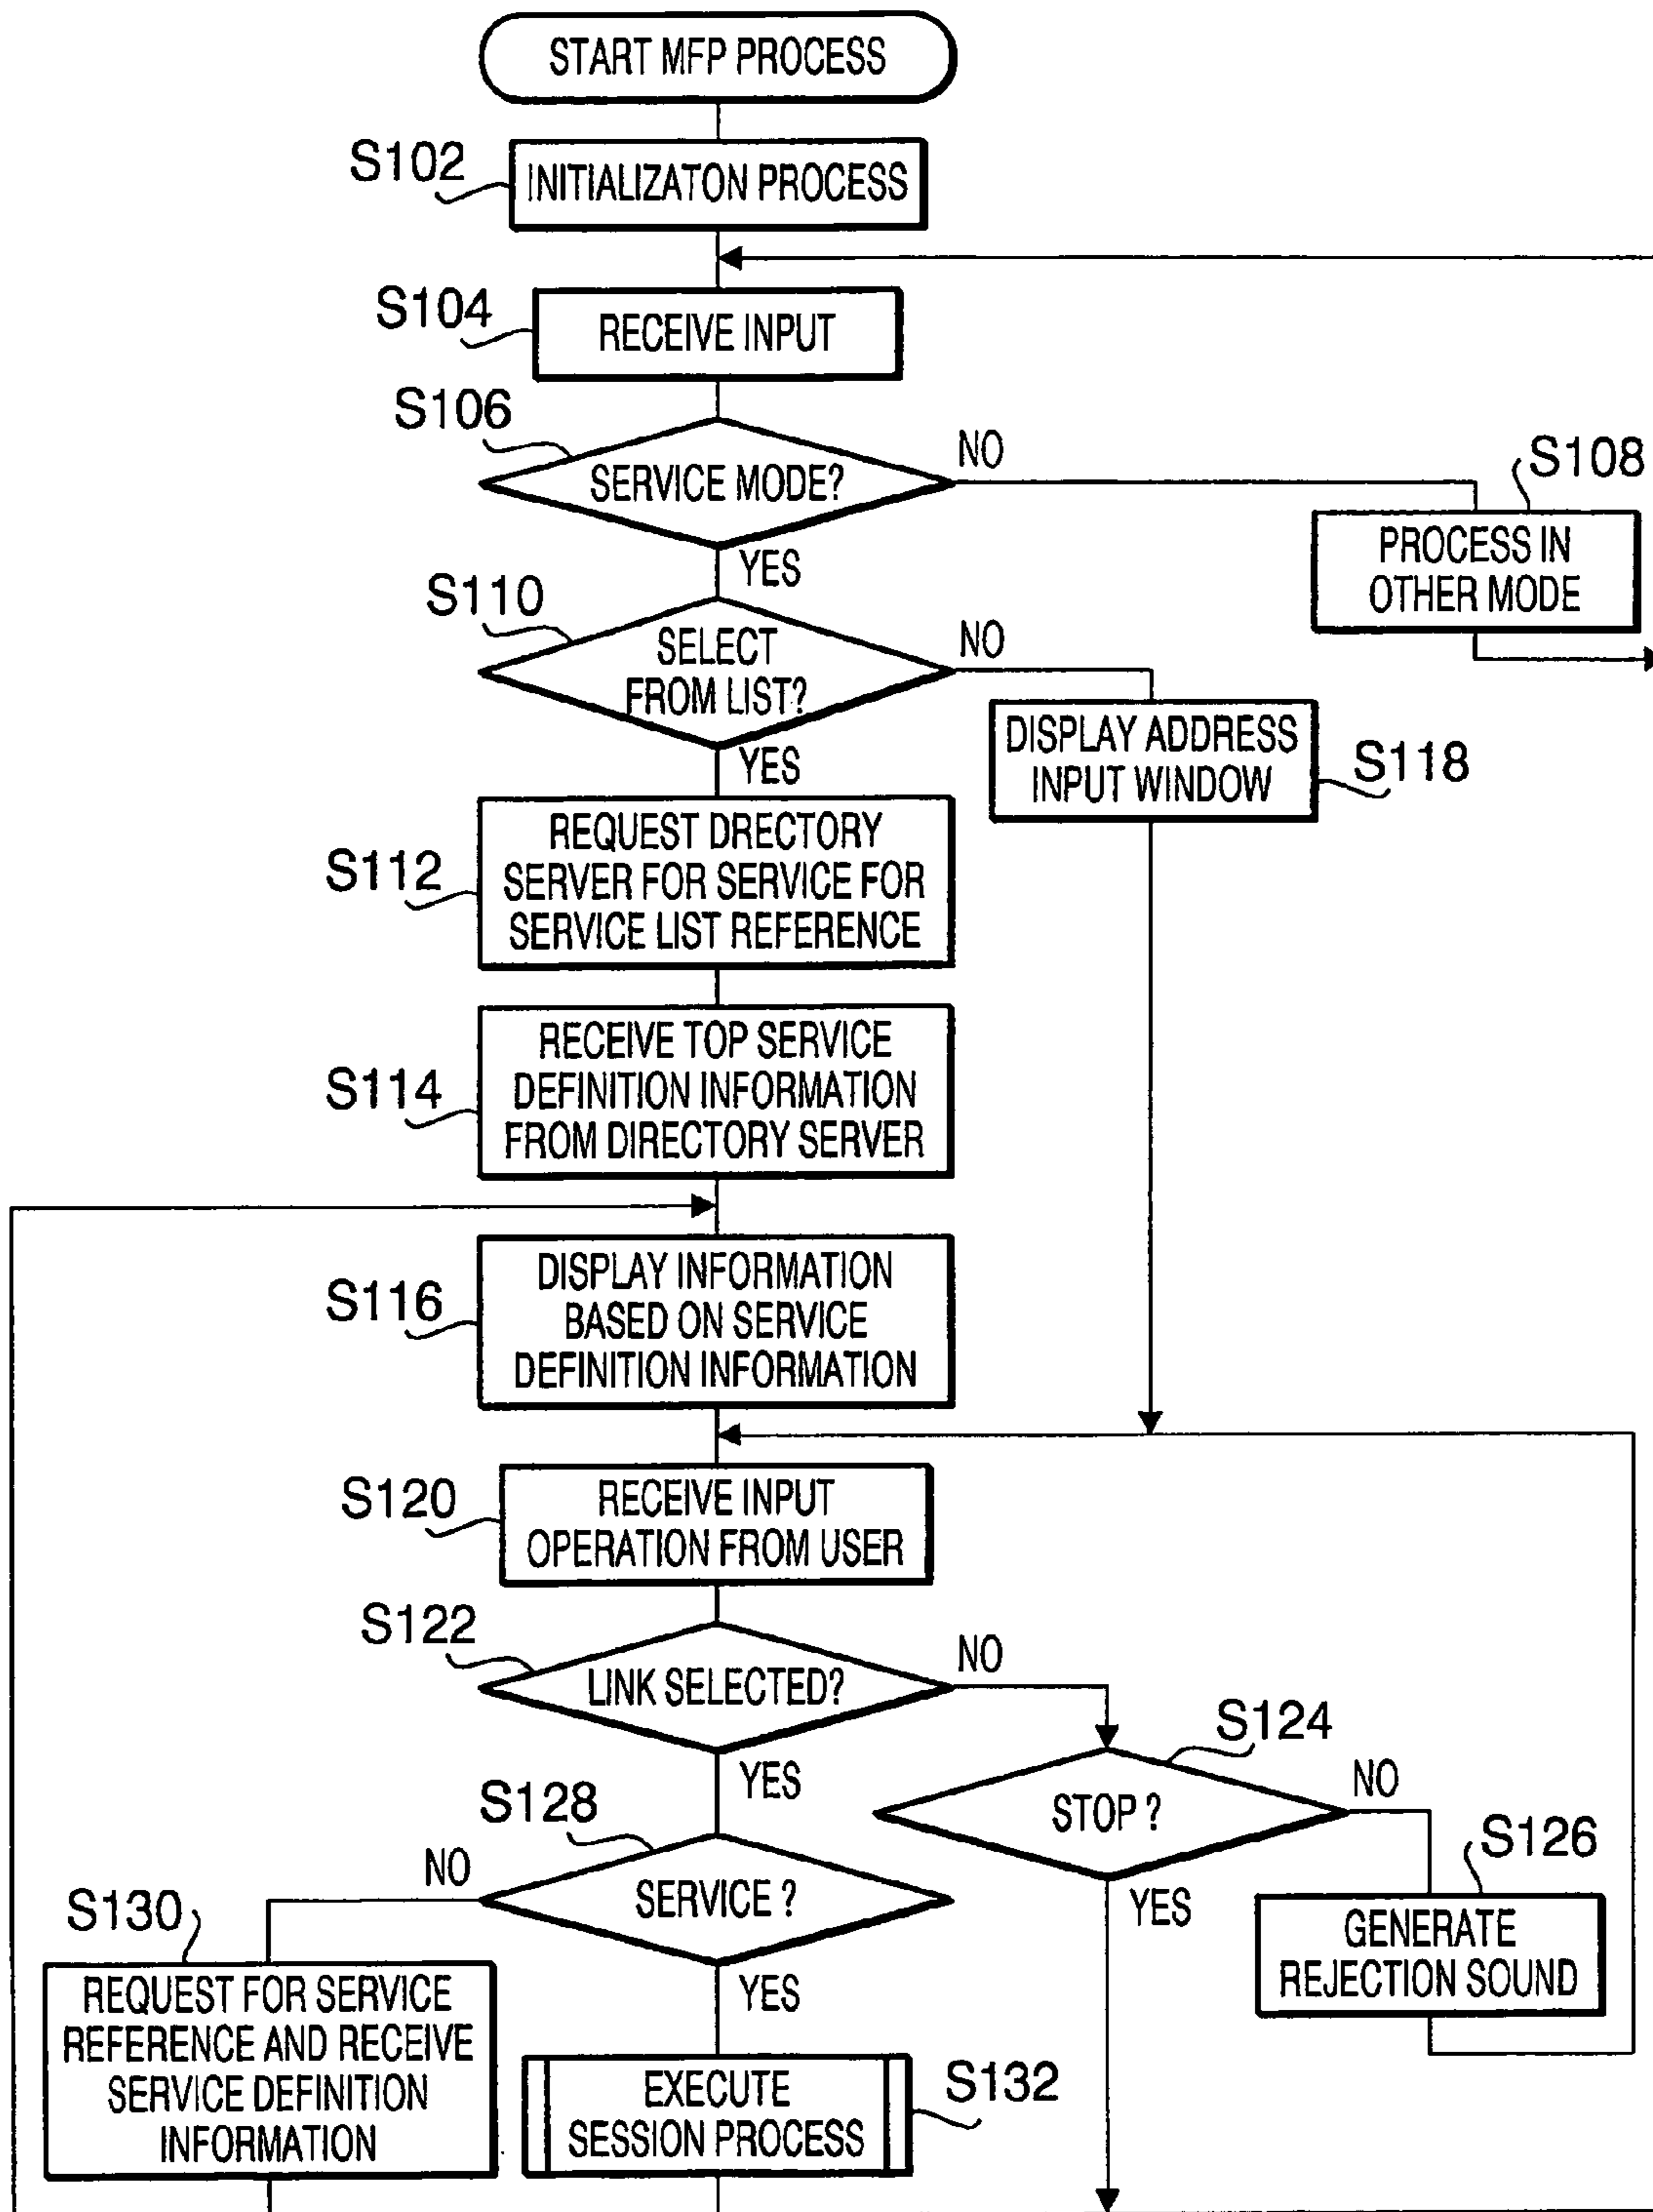 START MFP PROCESS
S102
INITIALIZATON PROCESS
S104
RECEIVE INPUT
S106
SERVICE MODE?
NO
YES
S108
PROCESS IN
OTHER MODE
S110
SELECT
FROM LIST?
NO
YES
DISPLAY ADDRESS
INPUT WINDOW
S118
S112
REQUEST DRECTORY
SERVER FOR SERVICE FOR
SERVICE LIST REFERENCE
S114
RECEIVE TOP SERVICE
DEFINITION INFORMATION
FROM DIRECTORY SERVER
S116
DISPLAY INFORMATION
BASED ON SERVICE
DEFINITION INFORMATION
S120
RECEIVE INPUT
OPERATION FROM USER
S122
LINK SELECTED?
NO
YES
S124
STOP ?
NO
YES
S126
GENERATE
REJECTION SOUND
S128
SERVICE ?
NO
YES
S130
REQUEST FOR SERVICE
REFERENCE AND RECEIVE
SERVICE DEFINITION
INFORMATION
EXECUTE
SESSION PROCESS
S132